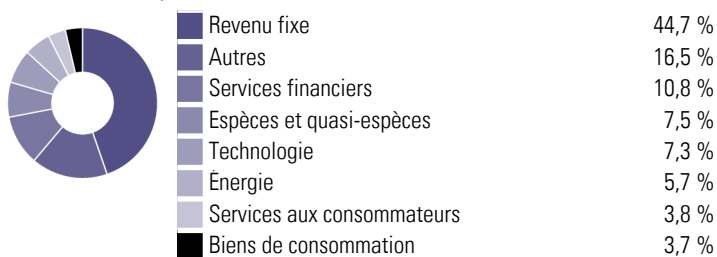 Revenu fixe 44,7 %
Autres 16,5 %
Services financiers 10,8 %
Espèces et quasi-espèces 7,5 %
Technologie 7,3 %
Énergie 5,7 %
Services aux consommateurs 3,8 %
Biens de consommation 3,7 %